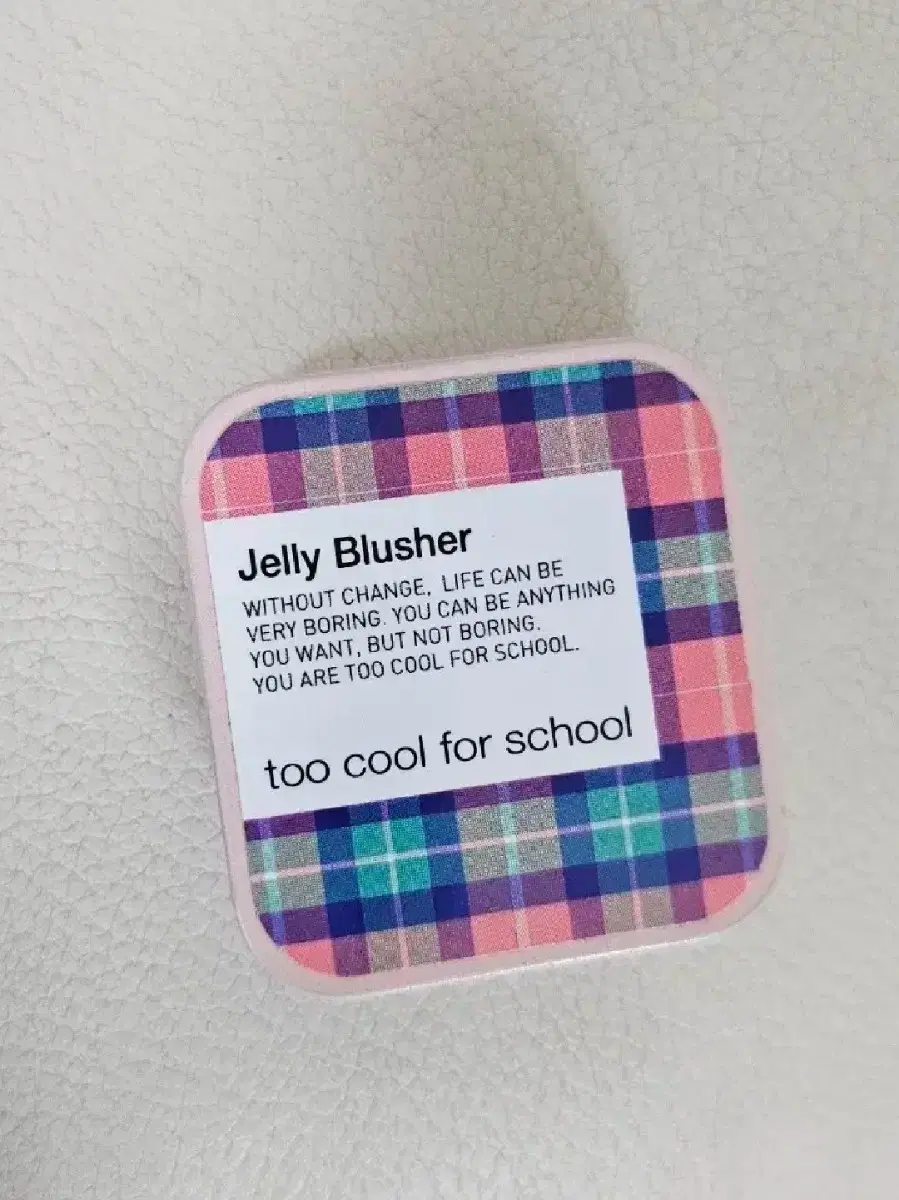 Jelly Blusher
WITHOUT CHANGE, LIFE CAN BE
VERY BORING. YOU CAN BE ANYTHING
YOU WANT, BUT NOT BORING.
YOU ARE TOO COOL FOR SCHOOL.
too cool for school